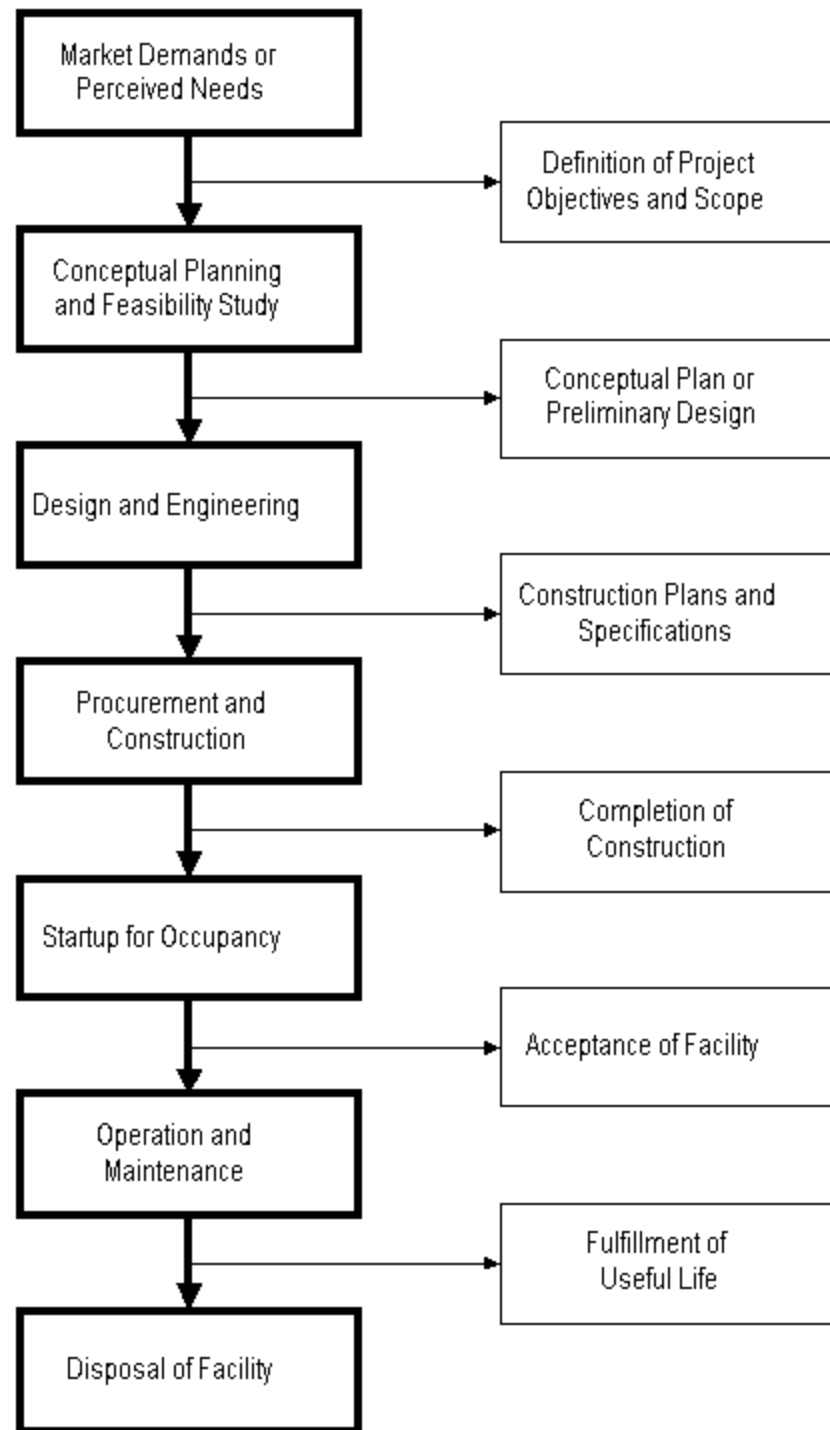 Market Demands or
Perceived Needs
Definition of Project
Objectives and Scope
Conceptual Planning
and Feasibility Study
Conceptual Plan or
Preliminary Design
Design and Engineering
Construction Plans and
Specifications
Procurement and
Construction
Completion of
Construction
Startup for Occupancy
Acceptance of Facility
Operation and
Maintenance
Fulfillment of
Useful Life
Disposal of Facility